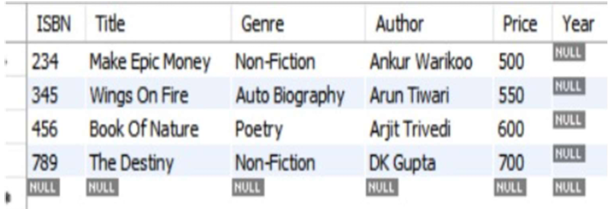 ISBN Title Genre Author Price Year
234 Make Epic Money Non-Fiction Ankur Warikoo 500 NULL
345 Wings On Fire Auto Biography Arun Tiwari 550 NULL
456 Book Of Nature Poetry Arjit Trivedi 600 NULL
789 The Destiny Non-Fiction DK Gupta 700 NULL
NULL NULL NULL NULL NULL NULL